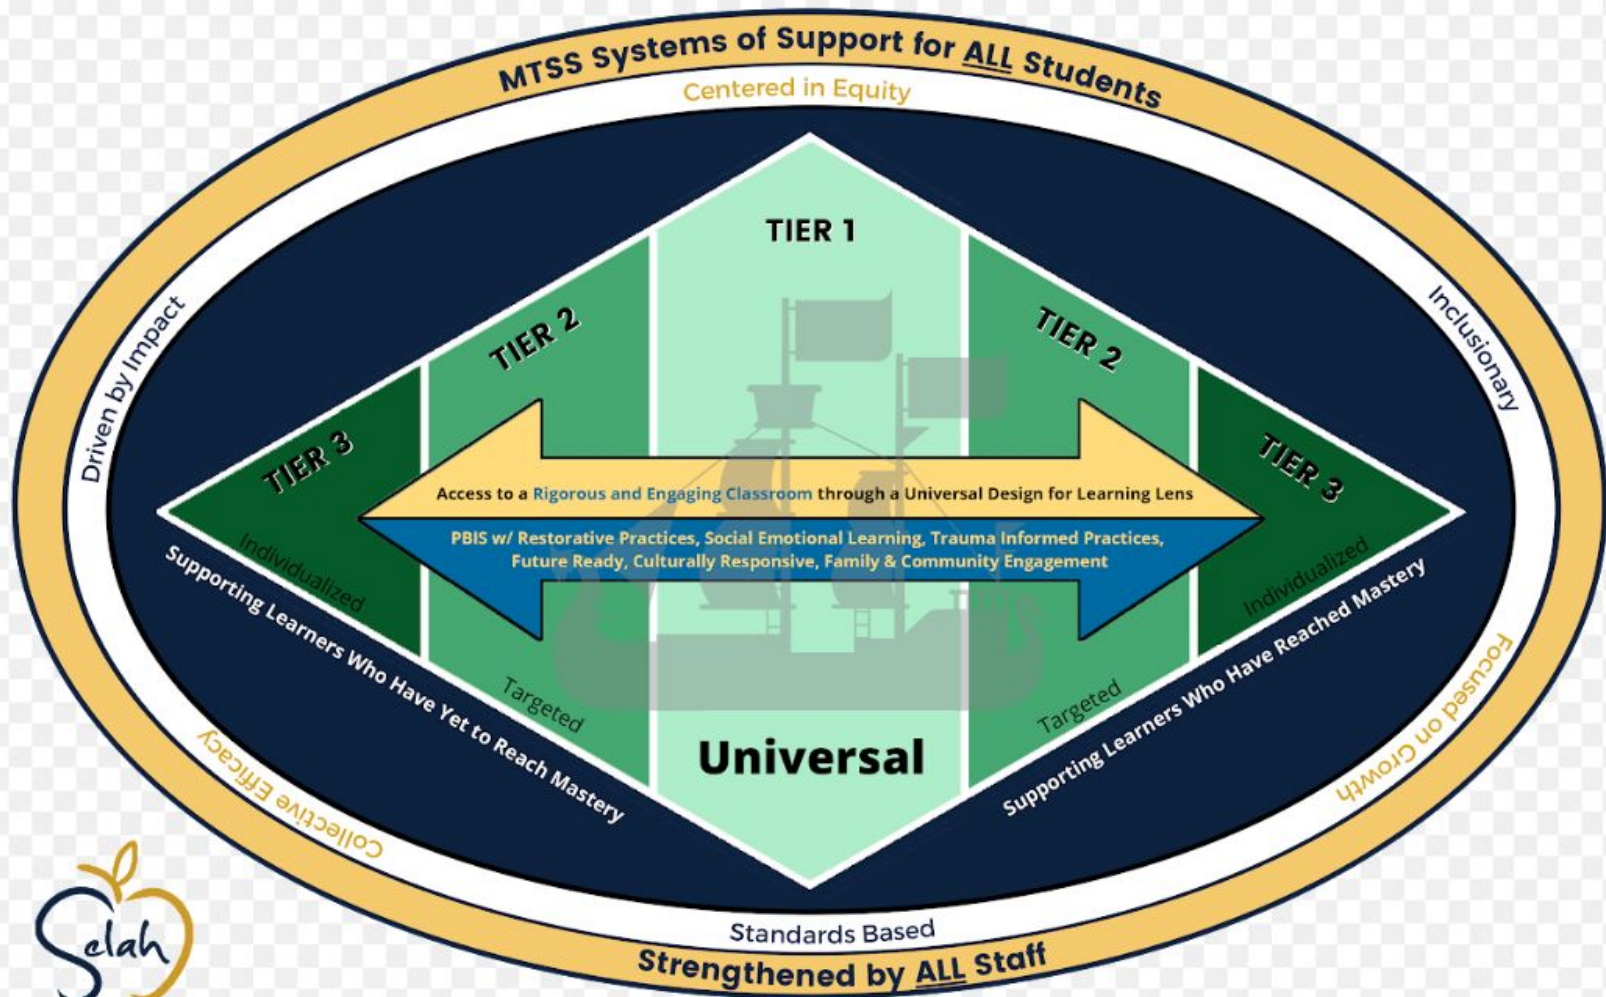 MTSS Systems of Support for ALL Students
Centered in Equity
Driven by Impact
Inclusionary
TIER 1
TIER 2
TIER 2
TIER 3
TIER 3
Access to a Rigorous and Engaging Classroom through a Universal Design for Learning Lens
PBIS w/ Restorative Practices, Social Emotional Learning, Trauma Informed Practices,
Future Ready, Culturally Responsive, Family & Community Engagement
Individualized
Individualized
Supporting Learners Who Have Yet to Reach Mastery
Supporting Learners Who Have Reached Mastery
Targeted
Targeted
Universal
Collective Efficacy
Focused on Growth
Standards Based
Strengthened by ALL Staff
Selah